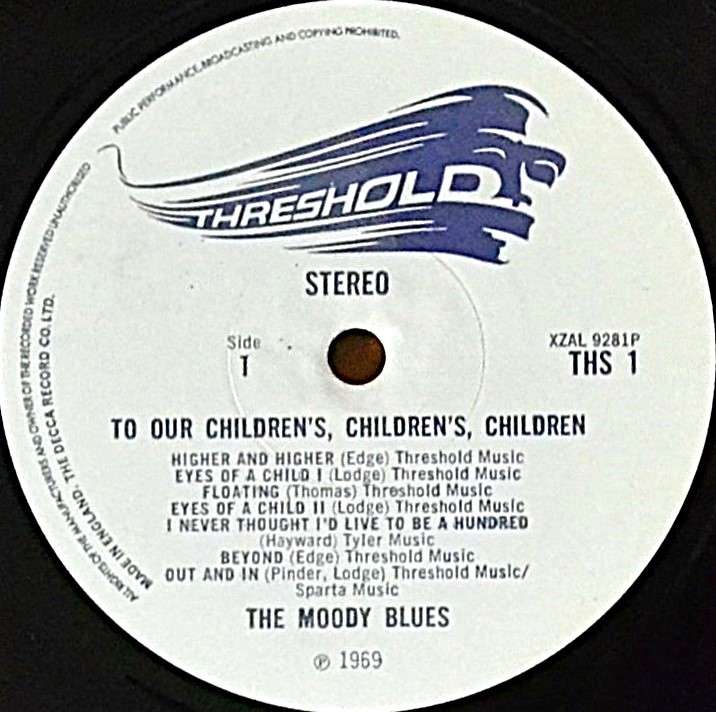 PUBLIC PERFORMANCE, BROADCASTING AND COPYING PROHIBITED.
ALL RIGHTS OF THE MANUFACTURERS AND OWNER OF THE RECORDED WORK RESERVED UNAUTHORISED
MADE IN ENGLAND. THE DECCA RECORD CO. LTD.
THRESHOLD
STEREO
Side
1
XZAL 9281P
THS 1
TO OUR CHILDREN'S, CHILDREN'S, CHILDREN
HIGHER AND HIGHER (Edge) Threshold Music
EYES OF A CHILD I (Lodge) Threshold Music
FLOATING (Thomas) Threshold Music
EYES OF A CHILD II (Lodge) Threshold Music
I NEVER THOUGHT I'D LIVE TO BE A HUNDRED
(Hayward) Tyler Music
BEYOND (Edge) Threshold Music
OUT AND IN (Pinder, Lodge) Threshold Music/
Sparta Music
THE MOODY BLUES
℗ 1969